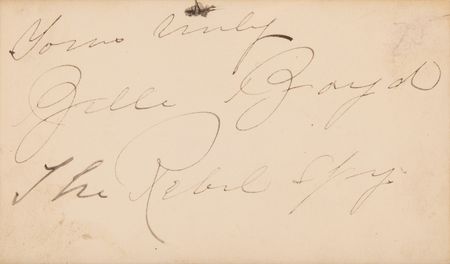 Yours truly
Belle Boyd
The Rebel Spy.